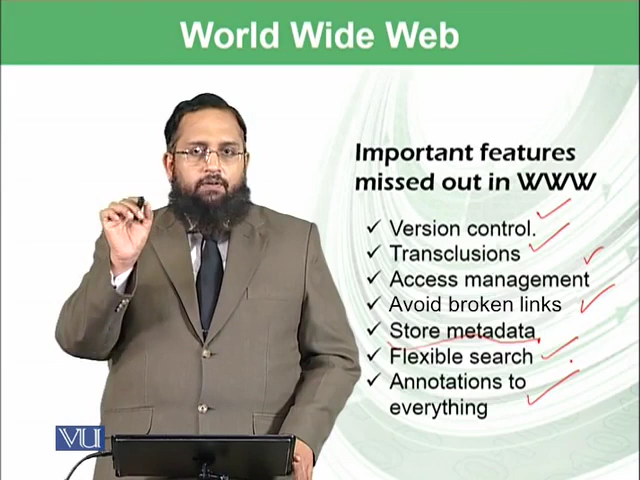 World Wide Web
Important features
missed out in WWW
✓ Version control.
✓ Transclusions
✓ Access management
✓ Avoid broken links
✓ Store metadata
✓ Flexible search
✓ Annotations to
everything
VU